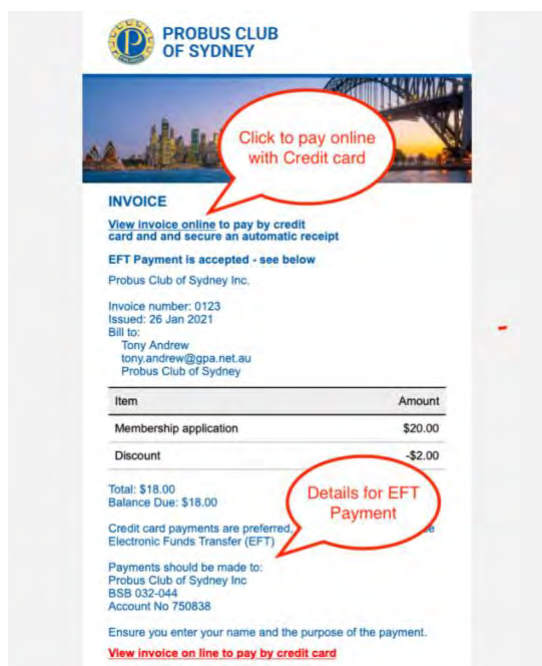 PROBUS CLUB
OF SYDNEY
Click to pay online
with Credit card
INVOICE
View invoice online to pay by credit
card and and secure an automatic receipt
EFT Payment is accepted - see below
Probus Club of Sydney Inc.
Invoice number: 0123
Issued: 26 Jan 2021
Bill to:
Tony Andrew
tony.andrew@gpa.net.au
Probus Club of Sydney
Item Amount
Membership application $20.00
Discount -$2.00
Total: $18.00
Balance Due: $18.00
Details for EFT
Payment
Credit card payments are preferred,
Electronic Funds Transfer (EFT)
Payments should be made to:
Probus Club of Sydney Inc
BSB 032-044
Account No 750838
Ensure you enter your name and the purpose of the payment.
View invoice on line to pay by credit card